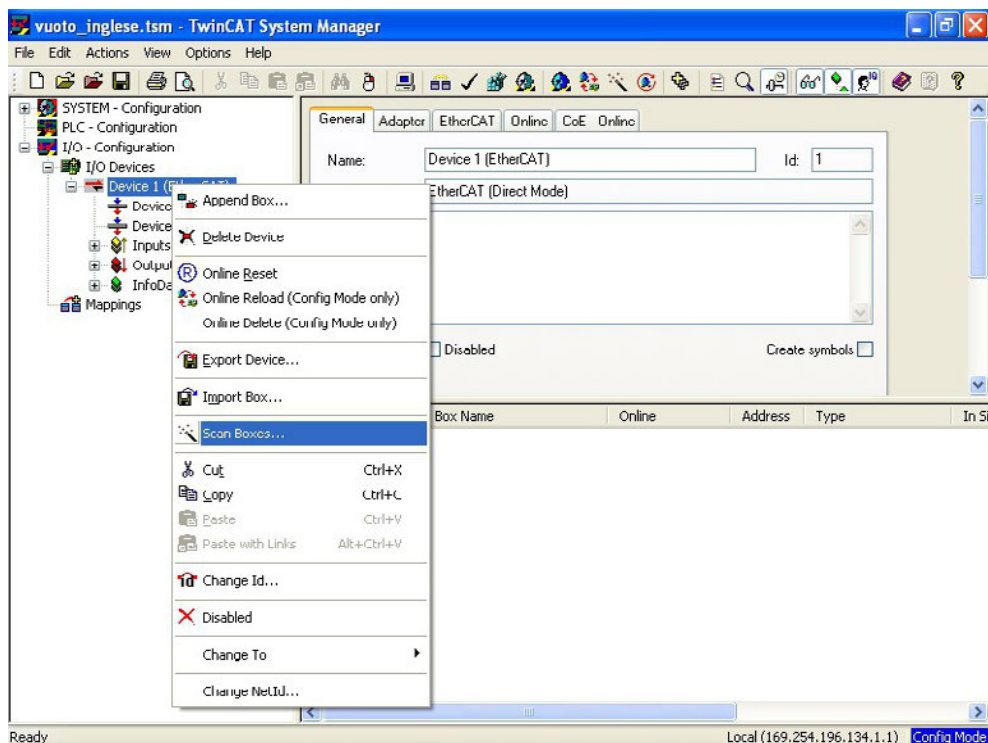 vuoto_inglese.tsm - TwinCAT System Manager
File Edit Actions View Options Help
SYSTEM - Configuration
PLC - Configuration
I/O - Configuration
I/O Devices
Device 1 (EtherCAT)
Device
Device
Inputs
Output
InfoDa
Mappings
General Adapter EtherCAT Online CoE - Online
Name: Device 1 (EtherCAT) Id: 1
EtherCAT (Direct Mode)
Disabled Create symbols
Box Name Online Address Type In Si
Append Box...
Delete Device
Online Reset
Online Reload (Config Mode only)
Online Delete (Config Mode only)
Export Device...
Import Box...
Scan Boxes...
Cut Ctrl+X
Copy Ctrl+C
Paste Ctrl+V
Paste with Links Alt+Ctrl+V
Change Id...
Disabled
Change To
Change NetId...
Ready Local (169.254.196.134.1.1) Config Mode